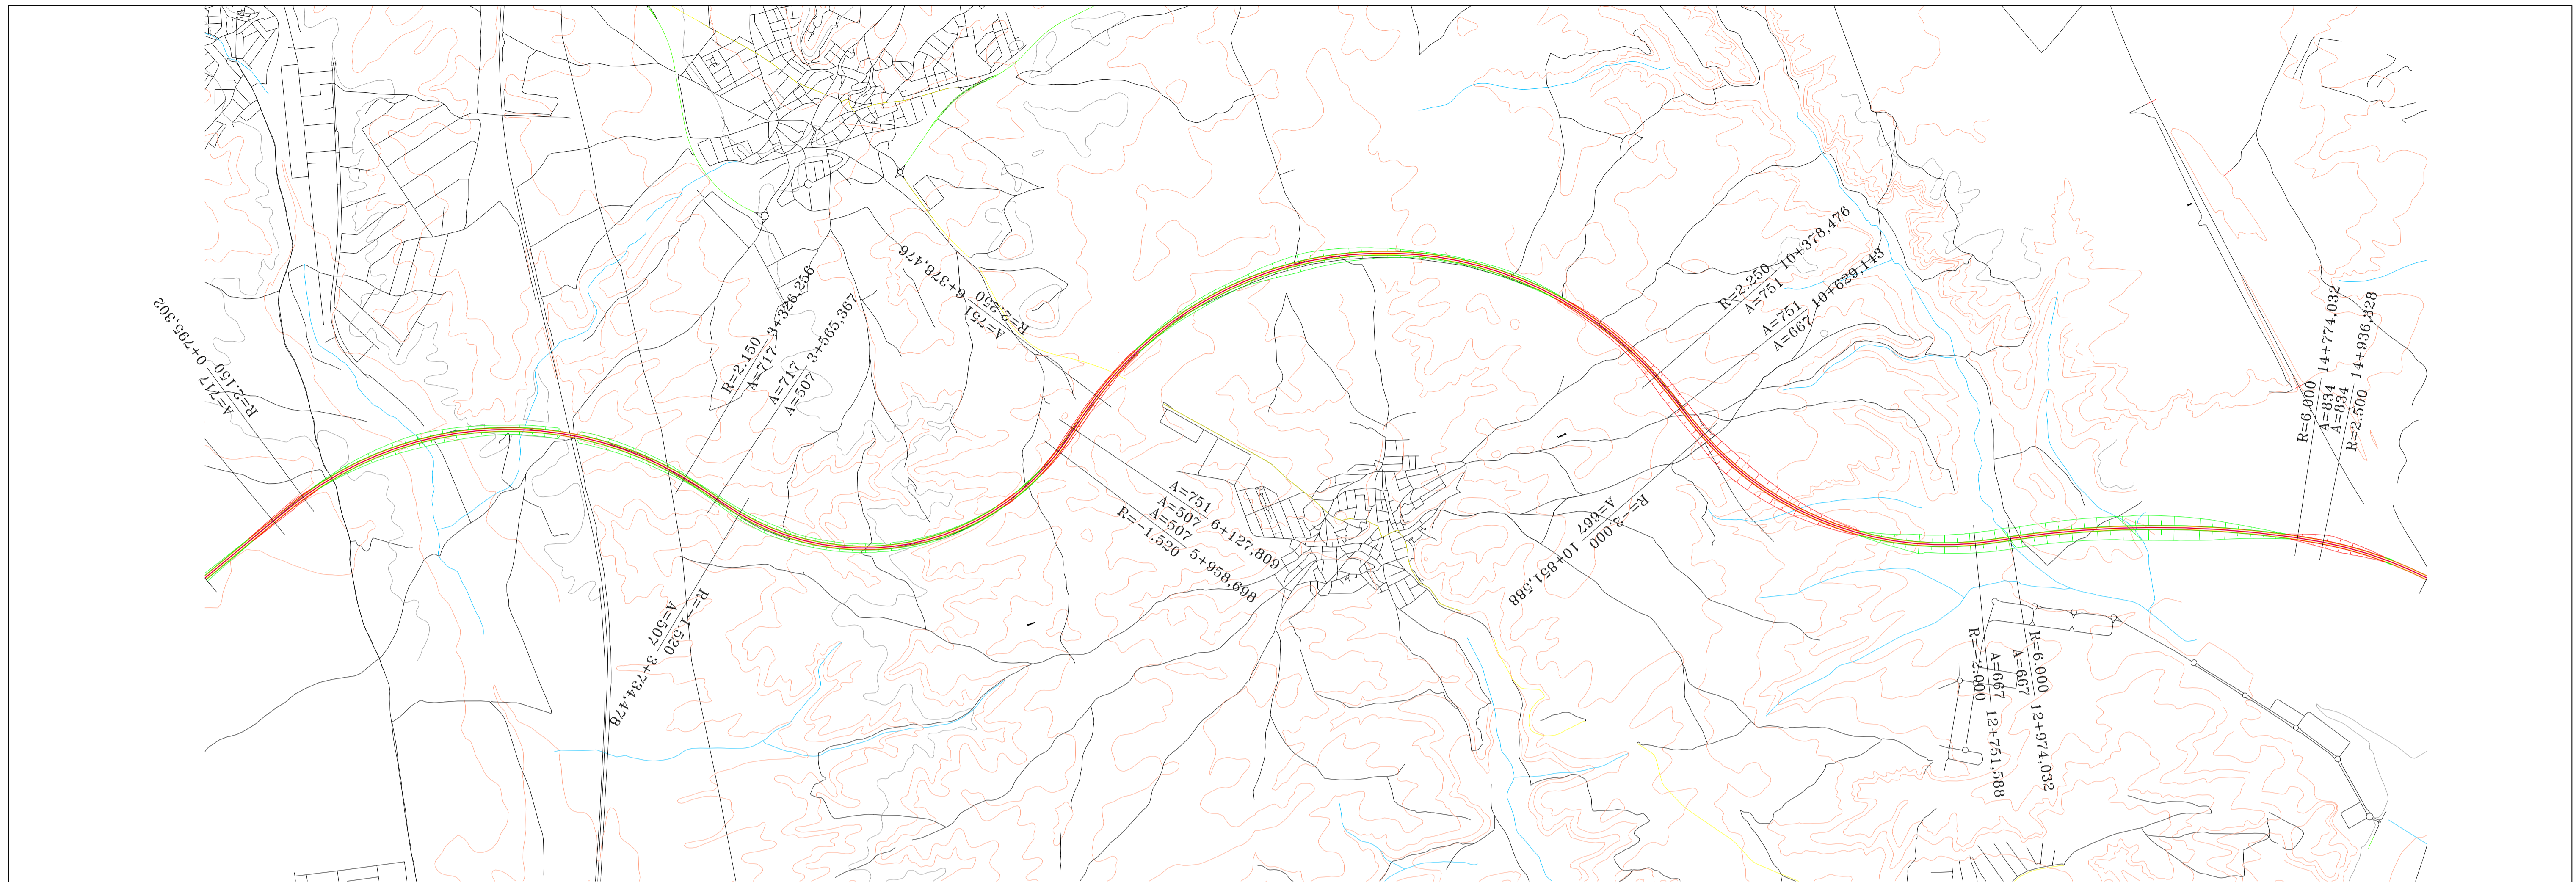 A=717
R=2.150 0+795,302
R=2.150 3+326,256
A=717
A=717 3+565,367
A=507
R=-1.520
A=507 3+734,478
A=751
R=2.250 6+378,476
A=751
A=507 6+127,809
A=507
R=-1.520 5+958,698
R=2.250
A=751 10+378,476
A=751
A=667 10+629,143
R=-2.000
A=667 10+851,588
R=-2.000
A=667 12+751,588
A=667
R=6.000 12+974,032
R=6.000 14+774,032
A=834
A=834
R=2.500 14+936,328